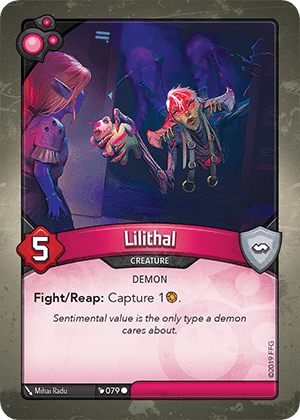 5
Lilithal
CREATURE
DEMON
Fight/Reap: Capture 1.
Sentimental value is the only type a demon
cares about.
Mihai Radu
079
©2019 FFG